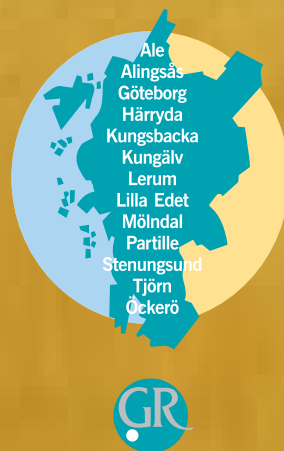 Ale
Alingsås
Göteborg
Härryda
Kungsbacka
Kungälv
Lerum
Lilla Edet
Mölndal
Partille
Stenungsund
Tjörn
Öckerö
GR